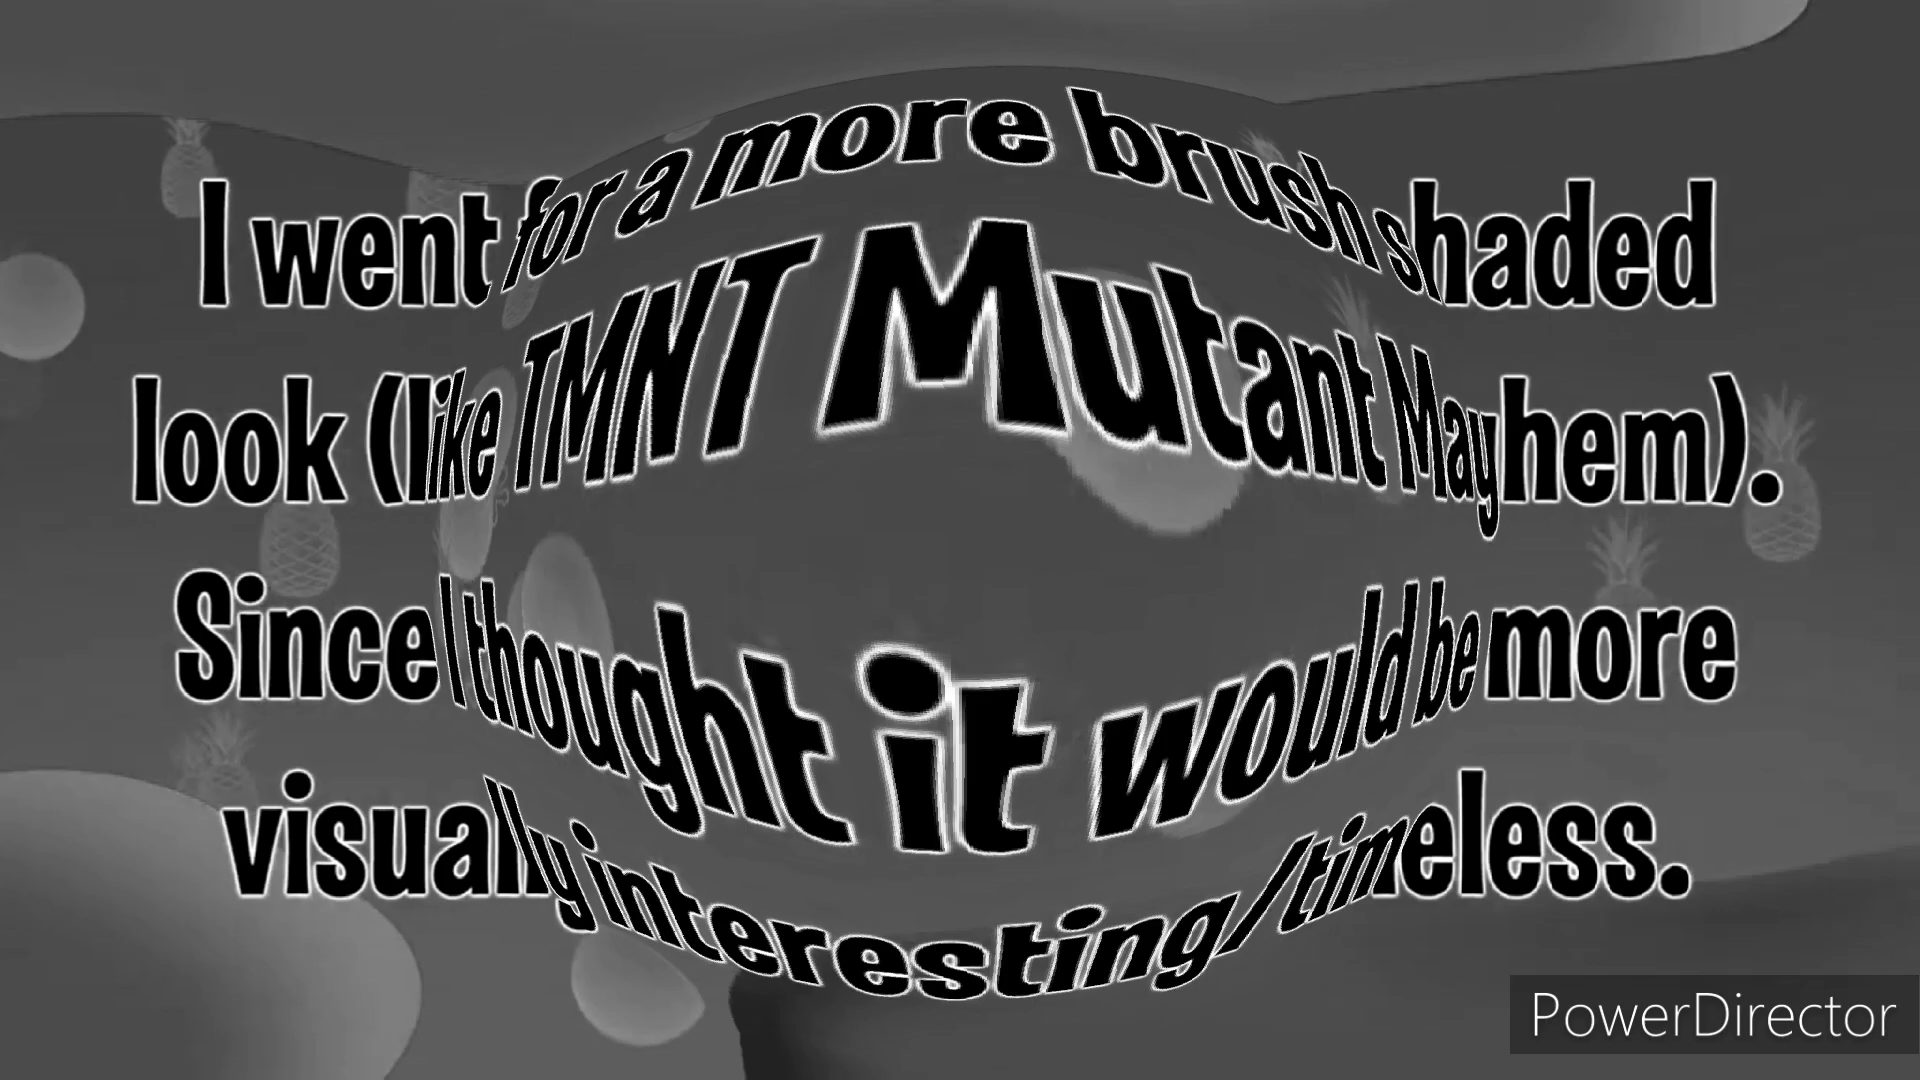 I went for a more brush shaded
look (like TMNT Mutant Mayhem).
Since I thought it would be more
visually interesting/timeless.
PowerDirector